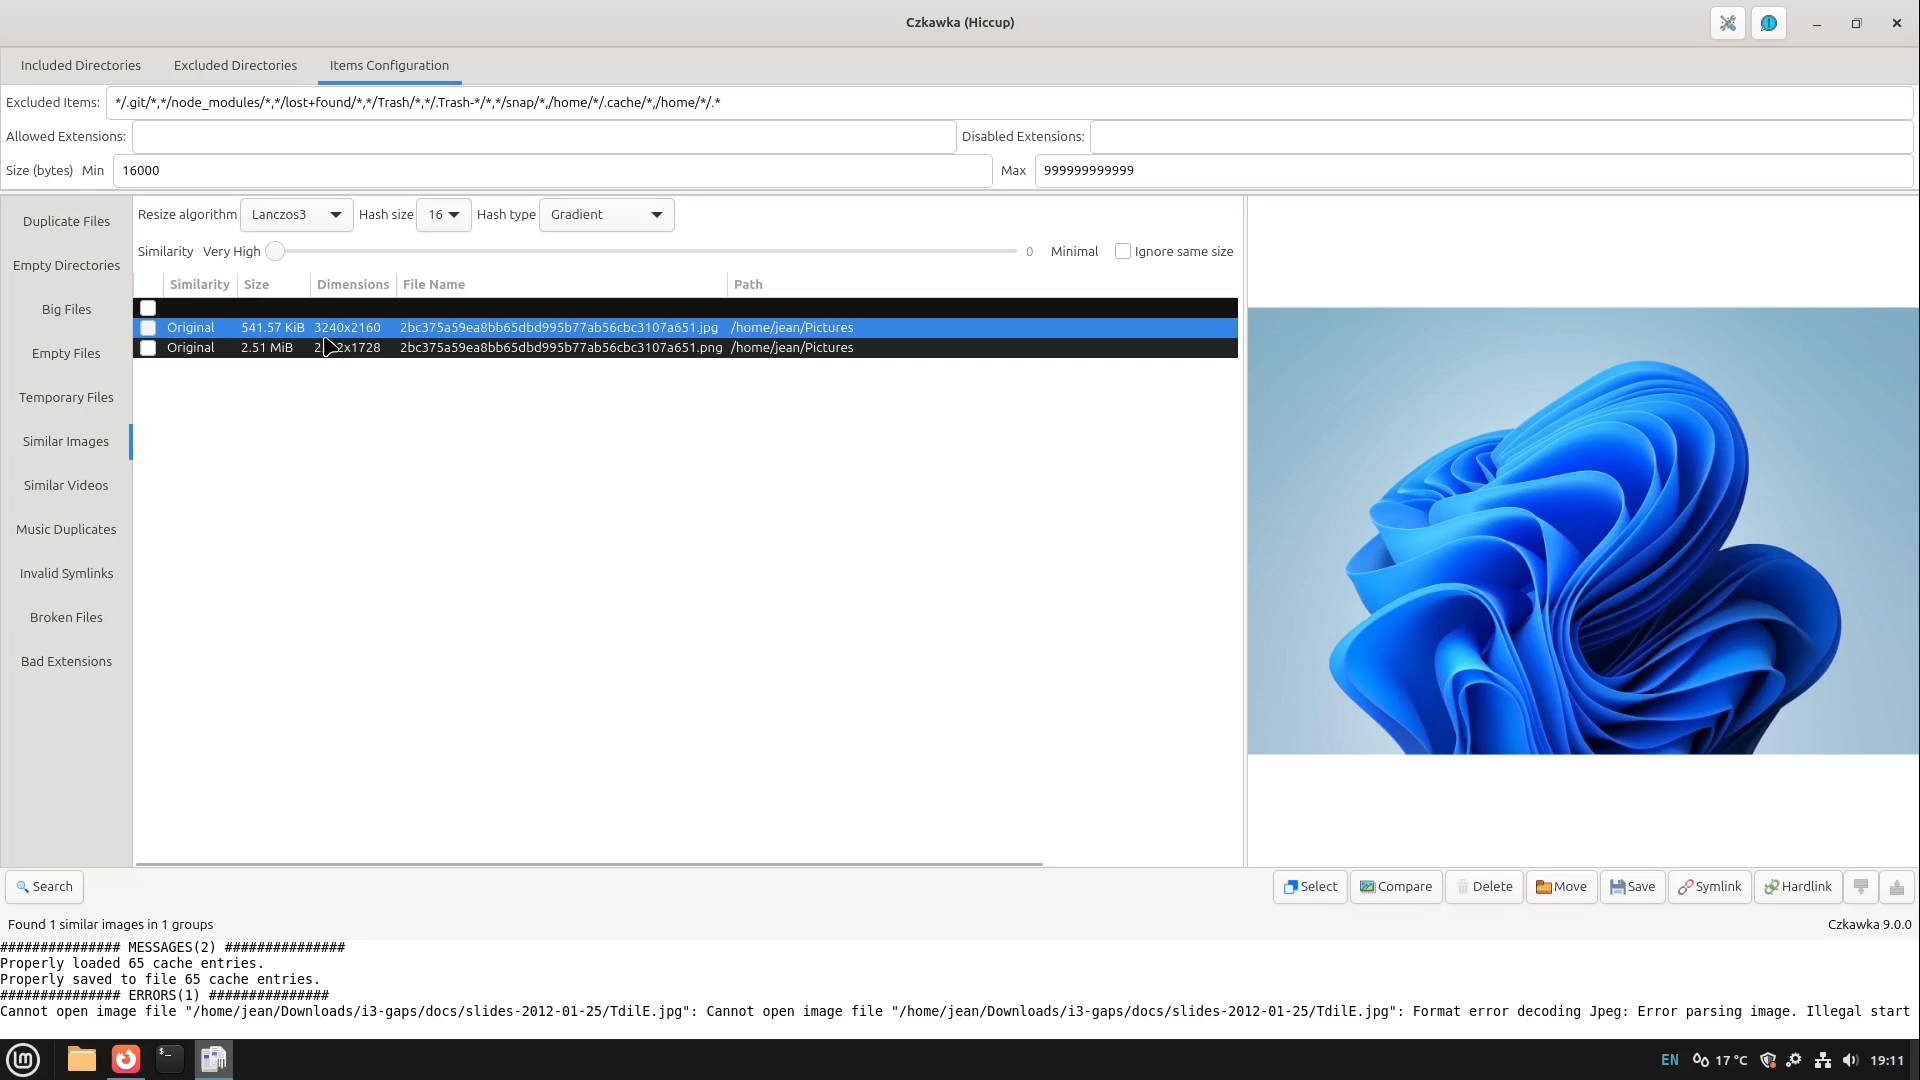 Czkawka (Hiccup)
Included Directories Excluded Directories Items Configuration
Excluded Items: */.git/*,*/node_modules/*,*/lost+found/*,*/Trash/*,*/.Trash-*/*,*/snap/*,/home/*/.cache/*,/home/*/.*
Allowed Extensions: Disabled Extensions:
Size (bytes) Min 16000 Max 999999999999
Duplicate Files
Empty Directories
Big Files
Empty Files
Temporary Files
Similar Images
Similar Videos
Music Duplicates
Invalid Symlinks
Broken Files
Bad Extensions
Resize algorithm Lanczos3 Hash size 16 Hash type Gradient
Similarity Very High 0 Minimal Ignore same size
Similarity Size Dimensions File Name Path
Original 541.57 KiB 3240x2160 2bc375a59ea8bb65dbd995b77ab56cbc3107a651.jpg /home/jean/Pictures
Original 2.51 MiB 2bc375a59ea8bb65dbd995b77ab56cbc3107a651.png /home/jean/Pictures
Search Select Compare Delete Move Save Symlink Hardlink
Found 1 similar images in 1 groups Czkawka 9.0.0
############### MESSAGES(2) ###############
Properly loaded 65 cache entries.
Properly saved to file 65 cache entries.
############### ERRORS(1) ###############
Cannot open image file "/home/jean/Downloads/i3-gaps/docs/slides-2012-01-25/TdilE.jpg": Cannot open image file "/home/jean/Downloads/i3-gaps/docs/slides-2012-01-25/TdilE.jpg": Format error decoding Jpeg: Error parsing image. Illegal start
EN 17 °C 19:11